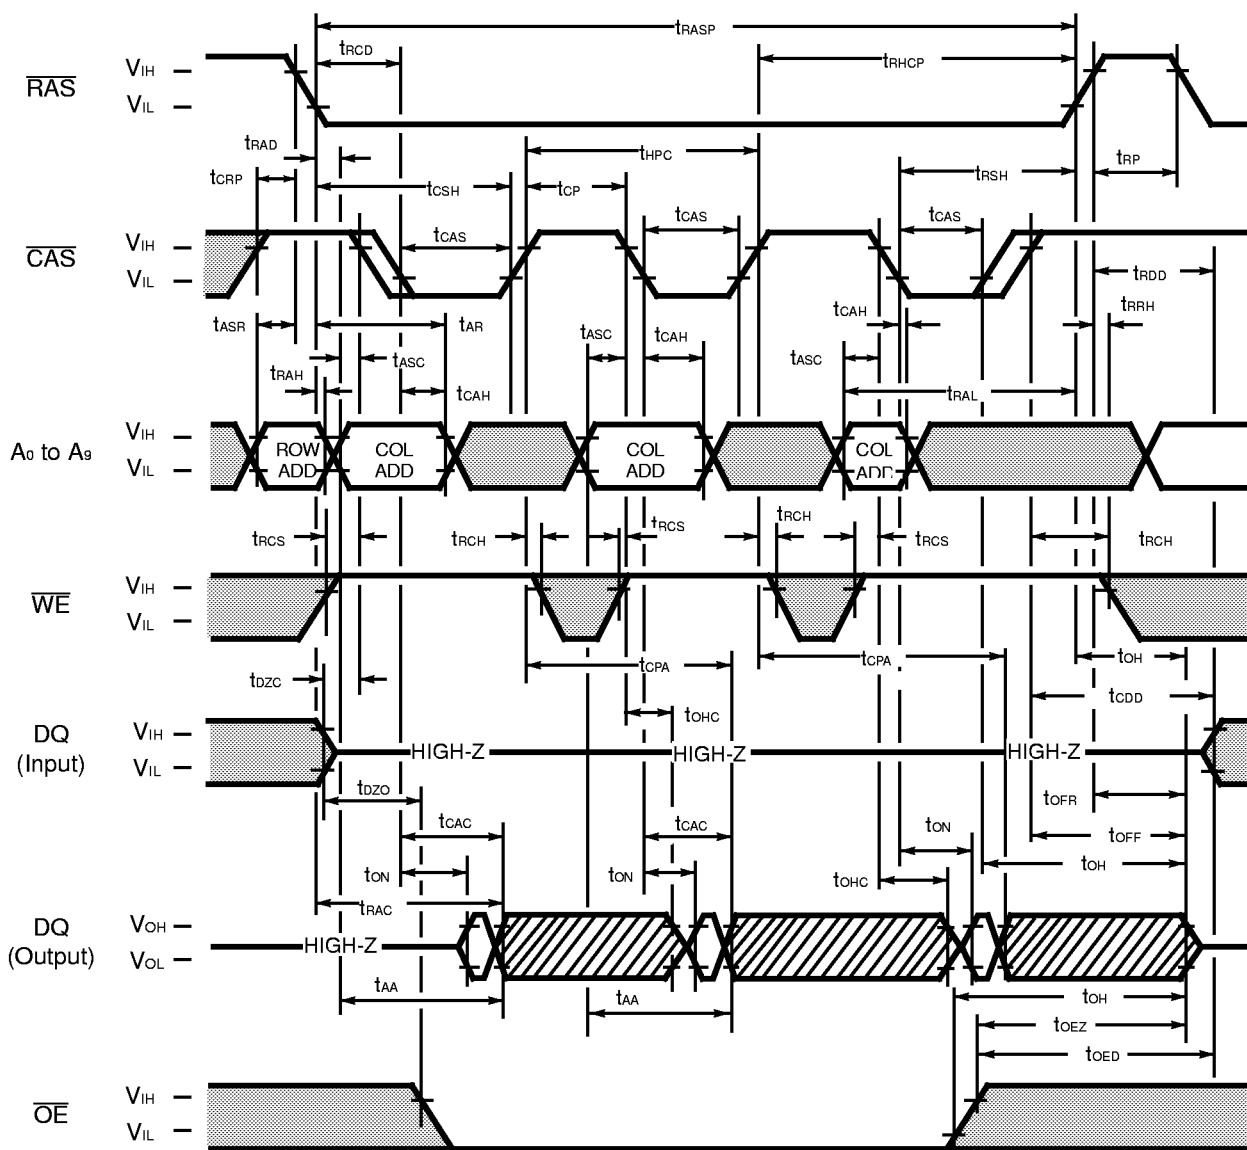 tRASP
tRCD
tRHCP
RAS
VIH
VIL
tRAD
tHPC
tRP
tCRP
tCSH
tCP
tRSH
tCAS
tCAS
CAS
VIH
VIL
tCAS
tRDD
tASR
tAR
tASC
tCAH
tCAH
tRRH
tASC
tRAH
tASC
tCAH
tRAL
A0 to A9
VIH
VIL
ROW ADD
COL ADD
COL ADD
COL ADD
tRCS
tRCH
tRCS
tRCH
tRCS
tRCH
WE
VIH
VIL
tDZC
tCPA
tCPA
tOH
tCDD
tOHC
DQ (Input)
VIH
VIL
HIGH-Z
HIGH-Z
HIGH-Z
tDZO
tOFR
tCAC
tCAC
tON
tOFF
tON
tON
tOHC
tOH
tRAC
DQ (Output)
VOH
VOL
HIGH-Z
tAA
tAA
tOH
tOEZ
tOED
OE
VIH
VIL